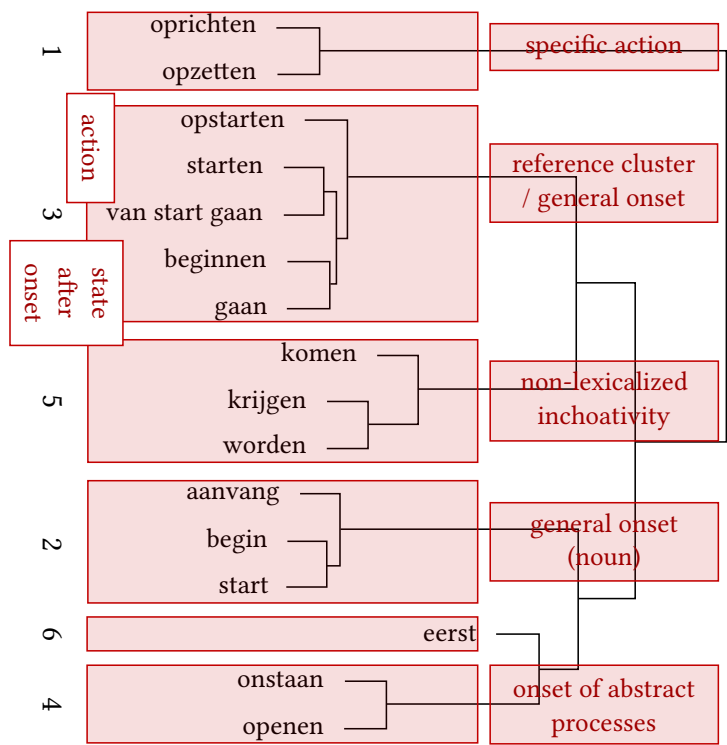 1
oprichten
opzetten
specific action
action
3
opstarten
starten
van start gaan
beginnen
gaan
reference cluster
/ general onset
state
after
onset
5
komen
krijgen
worden
non-lexicalized
inchoativity
2
aanvang
begin
start
general onset
(noun)
6
eerst
4
onstaan
openen
onset of abstract
processes